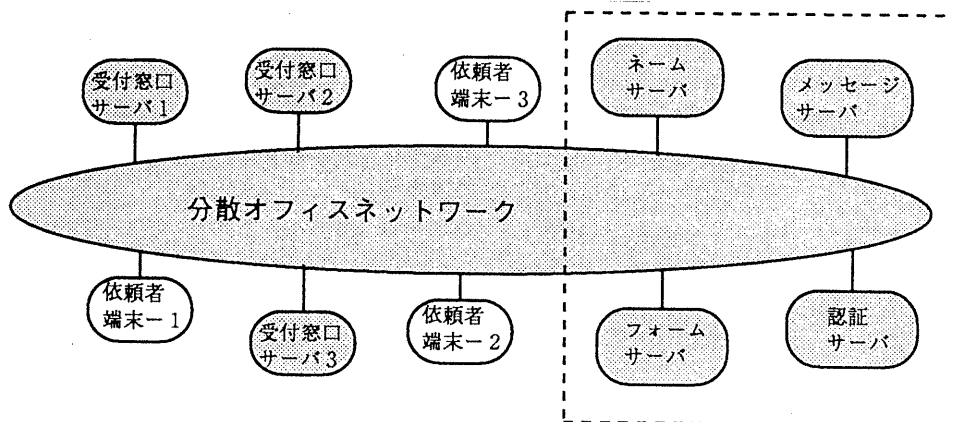 受付窓口
サーバ1
受付窓口
サーバ2
依頼者
端末ー3
ネーム
サーバ
メッセージ
サーバ
分散オフィスネットワーク
依頼者
端末ー1
受付窓口
サーバ3
依頼者
端末ー2
フォーム
サーバ
認証
サーバ